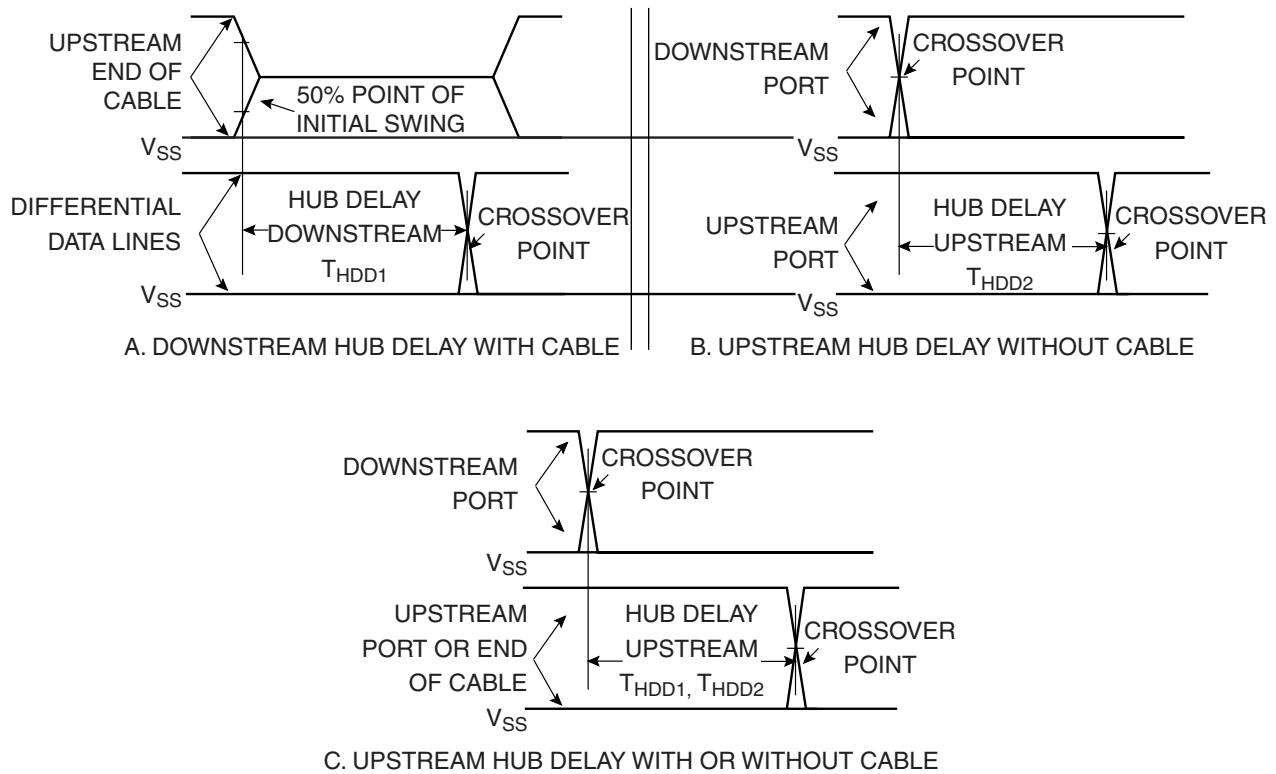 UPSTREAM
END OF
CABLE
50% POINT OF
INITIAL SWING
VSS
DIFFERENTIAL
DATA LINES
HUB DELAY
DOWNSTREAM
THDD1
CROSSOVER
POINT
VSS
A. DOWNSTREAM HUB DELAY WITH CABLE
DOWNSTREAM
PORT
CROSSOVER
POINT
VSS
UPSTREAM
PORT
HUB DELAY
UPSTREAM
THDD2
CROSSOVER
POINT
VSS
B. UPSTREAM HUB DELAY WITHOUT CABLE
DOWNSTREAM
PORT
CROSSOVER
POINT
VSS
UPSTREAM
PORT OR END
OF CABLE
HUB DELAY
UPSTREAM
THDD1, THDD2
CROSSOVER
POINT
VSS
C. UPSTREAM HUB DELAY WITH OR WITHOUT CABLE